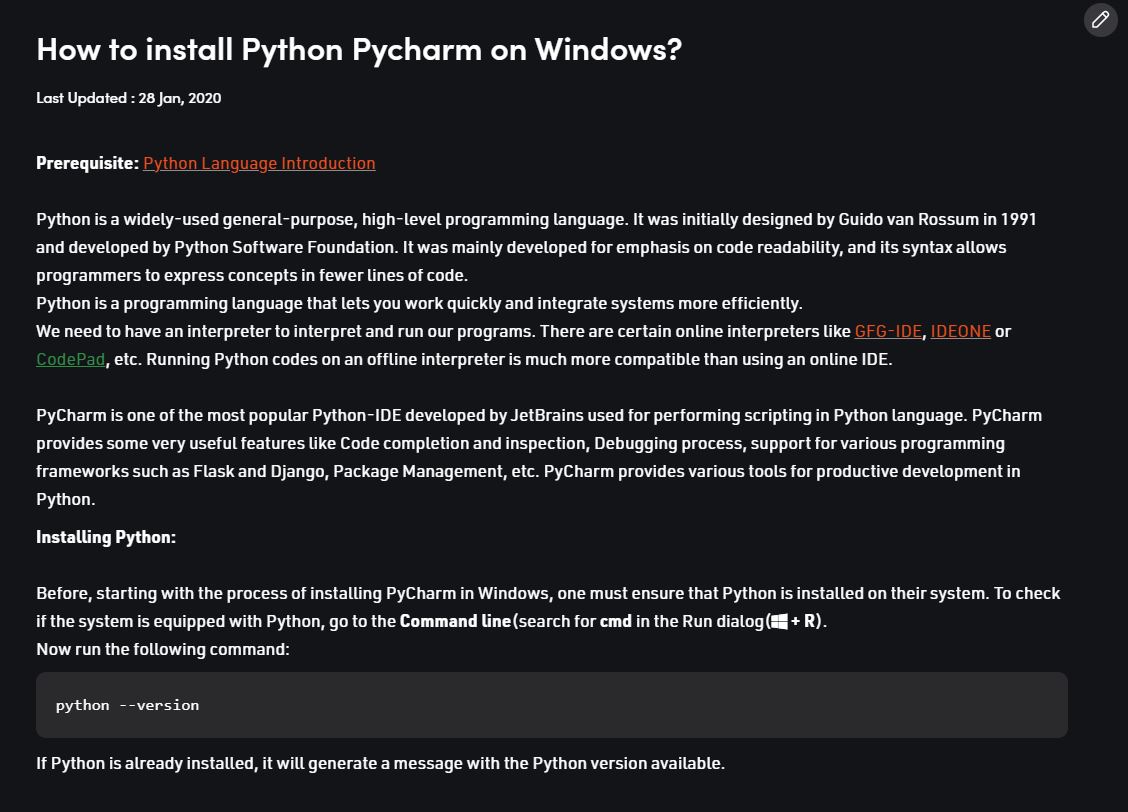 How to install Python Pycharm on Windows?
Last Updated : 28 Jan, 2020
Prerequisite: Python Language Introduction
Python is a widely-used general-purpose, high-level programming language. It was initially designed by Guido van Rossum in 1991
and developed by Python Software Foundation. It was mainly developed for emphasis on code readability, and its syntax allows
programmers to express concepts in fewer lines of code.
Python is a programming language that lets you work quickly and integrate systems more efficiently.
We need to have an interpreter to interpret and run our programs. There are certain online interpreters like GFG-IDE, IDEONE or
CodePad, etc. Running Python codes on an offline interpreter is much more compatible than using an online IDE.
PyCharm is one of the most popular Python-IDE developed by JetBrains used for performing scripting in Python language. PyCharm
provides some very useful features like Code completion and inspection, Debugging process, support for various programming
frameworks such as Flask and Django, Package Management, etc. PyCharm provides various tools for productive development in
Python.
Installing Python:
Before, starting with the process of installing PyCharm in Windows, one must ensure that Python is installed on their system. To check
if the system is equipped with Python, go to the Command line(search for cmd in the Run dialog( + R).
Now run the following command:
python --version
If Python is already installed, it will generate a message with the Python version available.